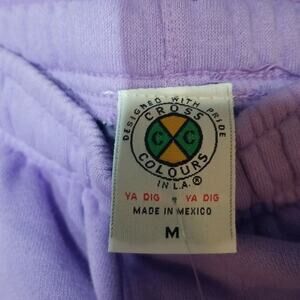 DESIGNED WITH PRIDE
CROSS
C C
COLOURS
IN L.A.®
YA DIG , YA DIG
MADE IN MEXICO
M